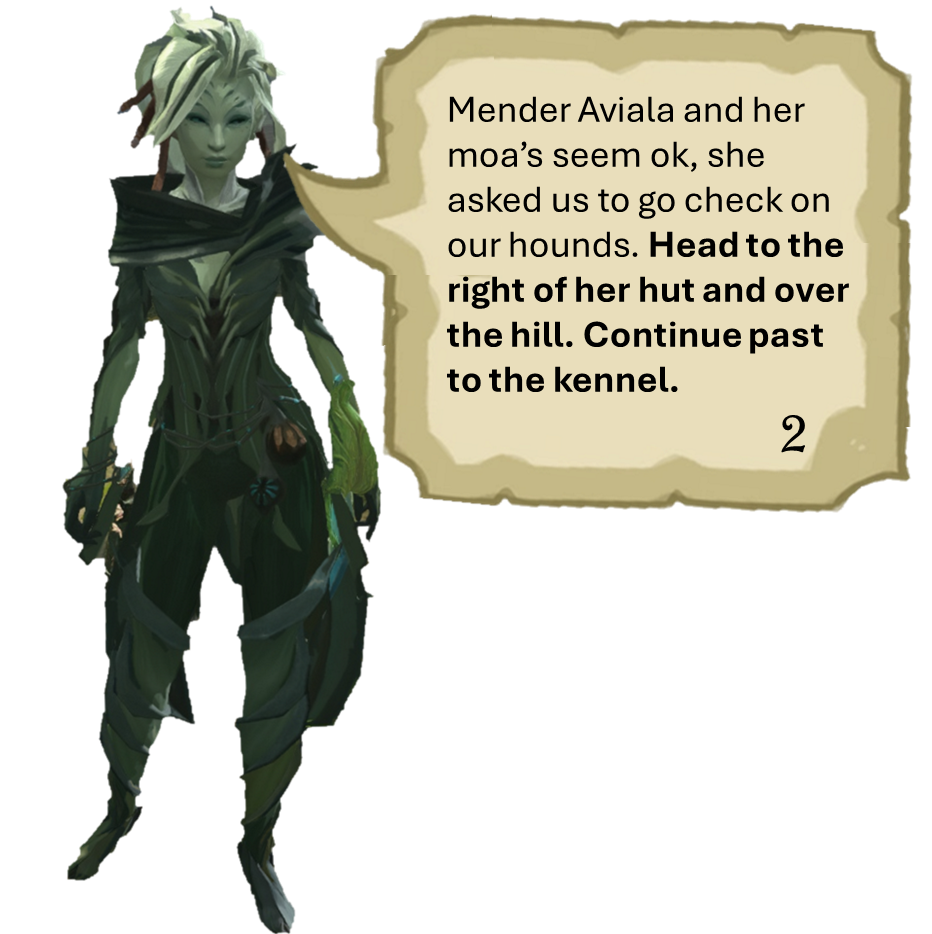 Mender Aviala and her
moa’s seem ok, she
asked us to go check on
our hounds. Head to the
right of her hut and over
the hill. Continue past
to the kennel.
2